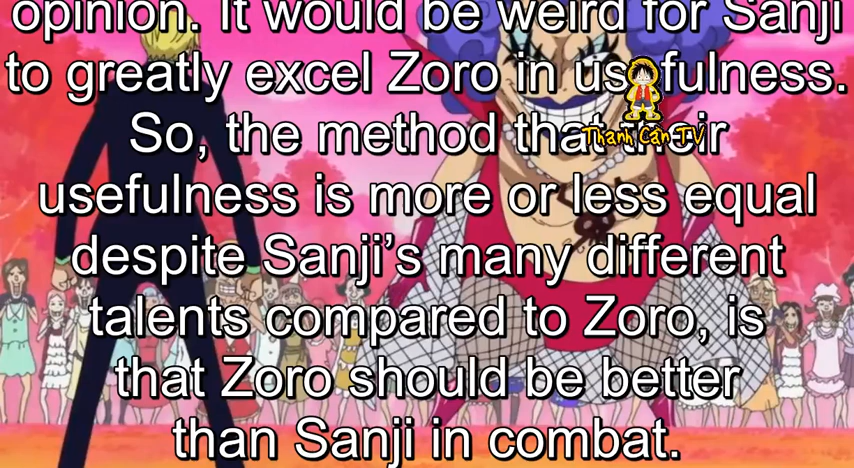 opinion. It would be weird for Sanji
to greatly excel Zoro in usefulness.
So, the method that their
usefulness is more or less equal
despite Sanji's many different
talents compared to Zoro, is
that Zoro should be better
than Sanji in combat.
Thanh Cần TV